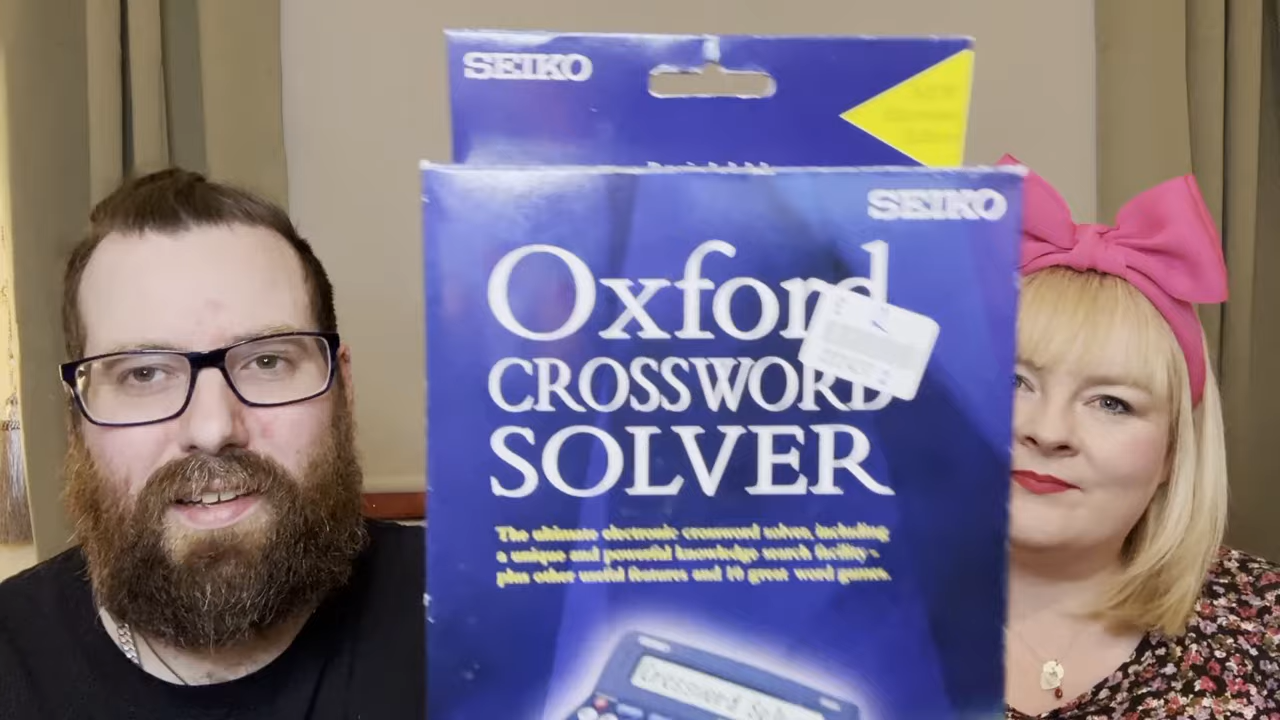 SEIKO
SEIKO
Oxford
CROSSWORD
SOLVER
The ultimate electronic crossword solver, including
a unique and powerful knowledge search facility -
plus other useful features and 10 great word games.
Crossword